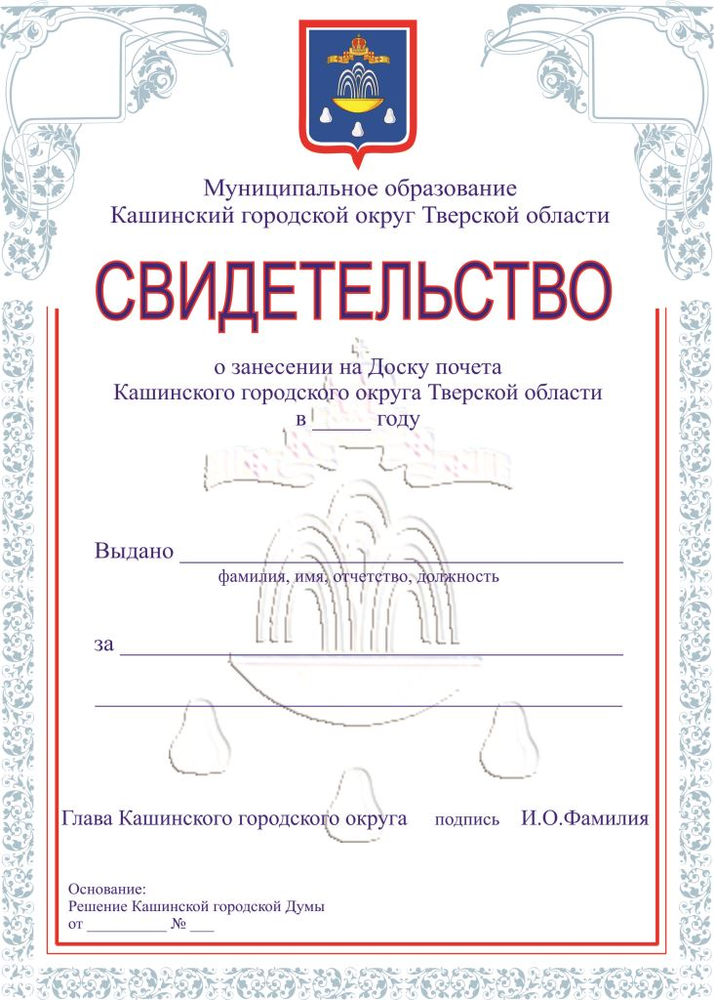 Муниципальное образование
Кашинский городской округ Тверской области
СВИДЕТЕЛЬСТВО
о занесении на Доску почета
Кашинского городского округа Тверской области
в _____ году
Выдано ______________________________________
фамилия, имя, отчетство, должность
за ___________________________________________
_____________________________________________
Глава Кашинского городского округа подпись И.О.Фамилия
Основание:
Решение Кашинской городской Думы
от __________ № ___